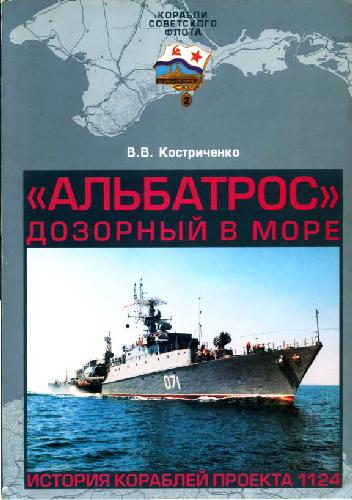 КОРАБЛИ
СОВЕТСКОГО
ФЛОТА
2
В.В. Костриченко
«АЛЬБАТРОС»
ДОЗОРНЫЙ В МОРЕ
071
ИСТОРИЯ КОРАБЛЕЙ ПРОЕКТА 1124